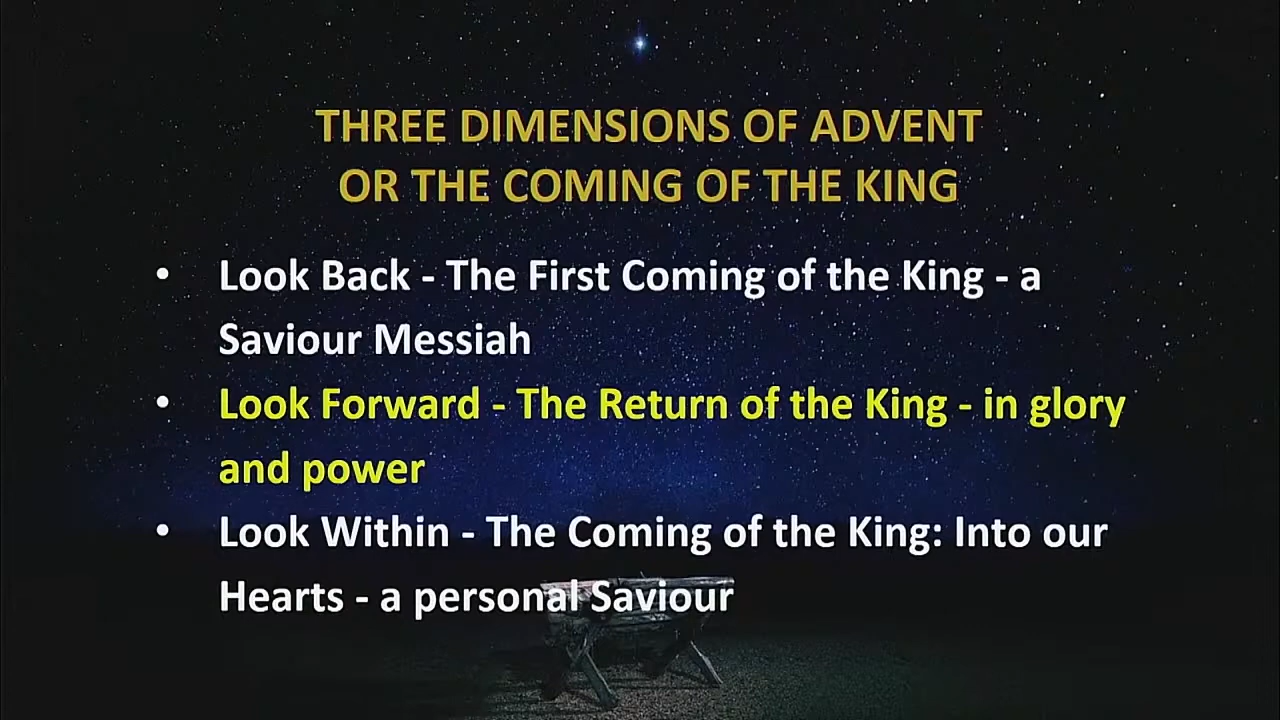 THREE DIMENSIONS OF ADVENT
OR THE COMING OF THE KING
• Look Back - The First Coming of the King - a
Saviour Messiah
• Look Forward - The Return of the King - in glory
and power
• Look Within - The Coming of the King: Into our
Hearts - a personal Saviour